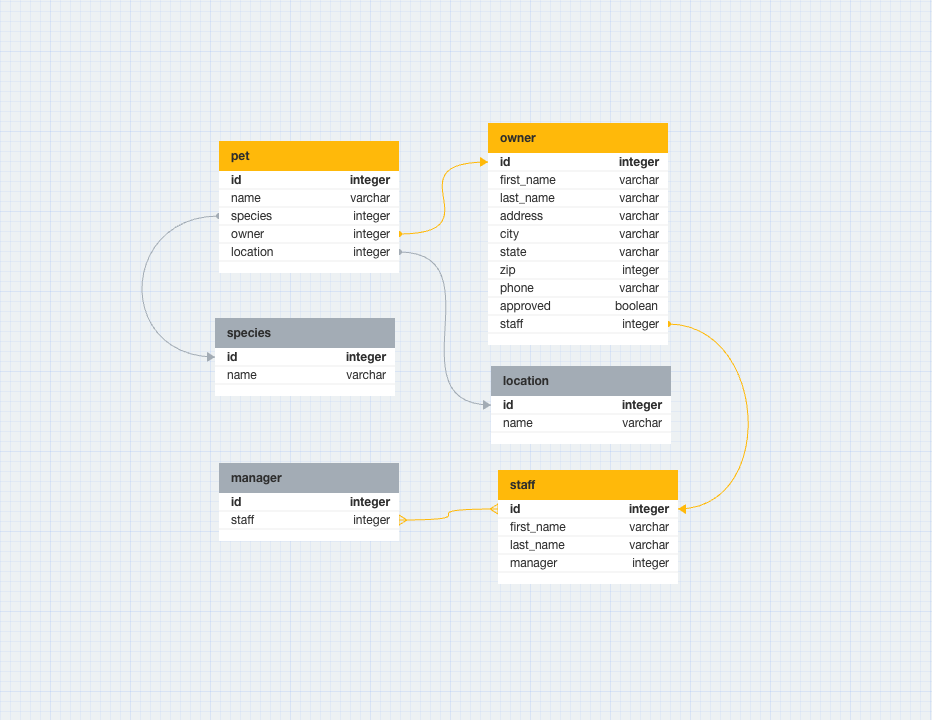 pet
id integer
name varchar
species integer
owner integer
location integer
owner
id integer
first_name varchar
last_name varchar
address varchar
city varchar
state varchar
zip integer
phone varchar
approved boolean
staff integer
species
id integer
name varchar
location
id integer
name varchar
manager
id integer
staff integer
staff
id integer
first_name varchar
last_name varchar
manager integer